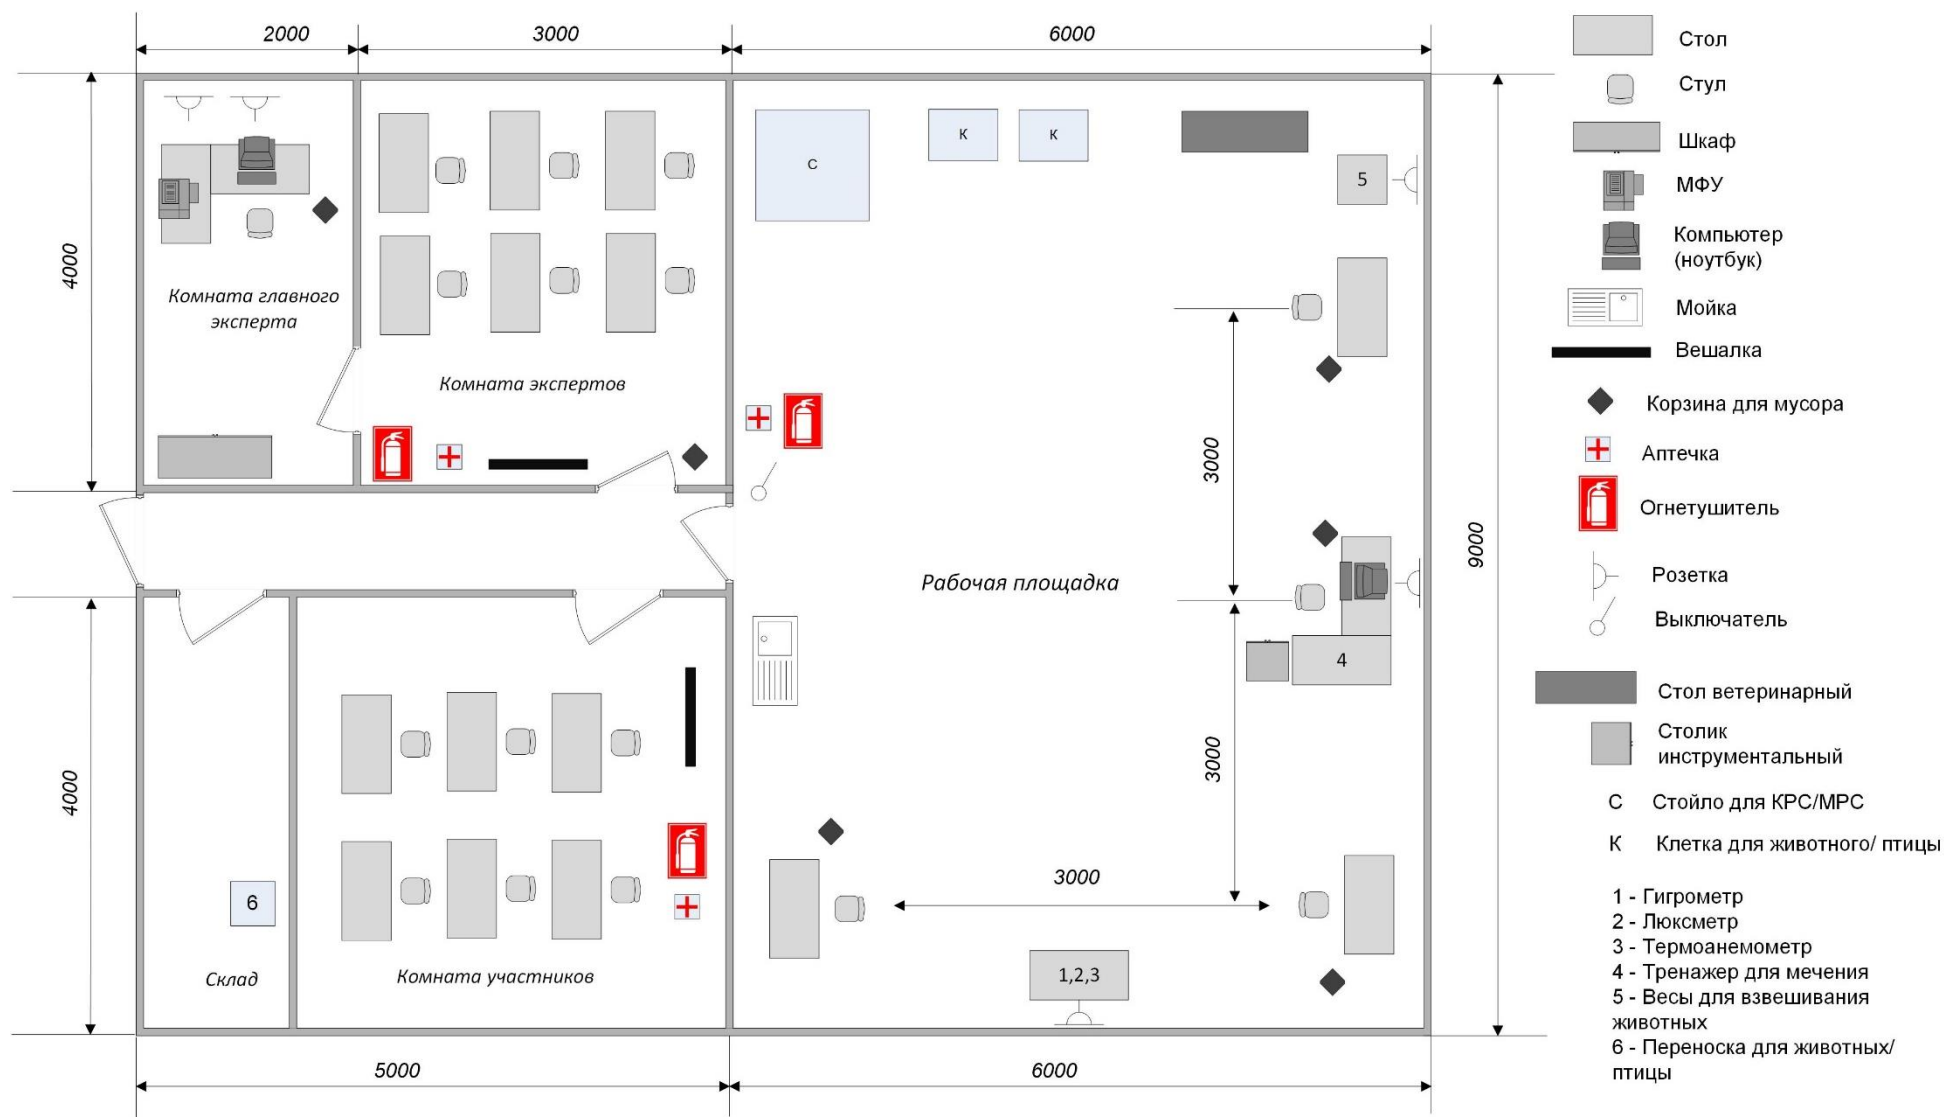 2000
3000
6000
4000
9000
С
К
К
5
Комната главного
эксперта
Комната экспертов
3000
Рабочая площадка
4
4000
3000
6
3000
1,2,3
Склад
Комната участников
5000
6000
Стол
Стул
Шкаф
МФУ
Компьютер
(ноутбук)
Мойка
Вешалка
Корзина для мусора
Аптечка
Огнетушитель
Розетка
Выключатель
Стол ветеринарный
Столик
инструментальный
С Стойло для КРС/МРС
К Клетка для животного/ птицы
1 - Гигрометр
2 - Люксметр
3 - Термоанемометр
4 - Тренажер для мечения
5 - Весы для взвешивания
животных
6 - Переноска для животных/
птицы